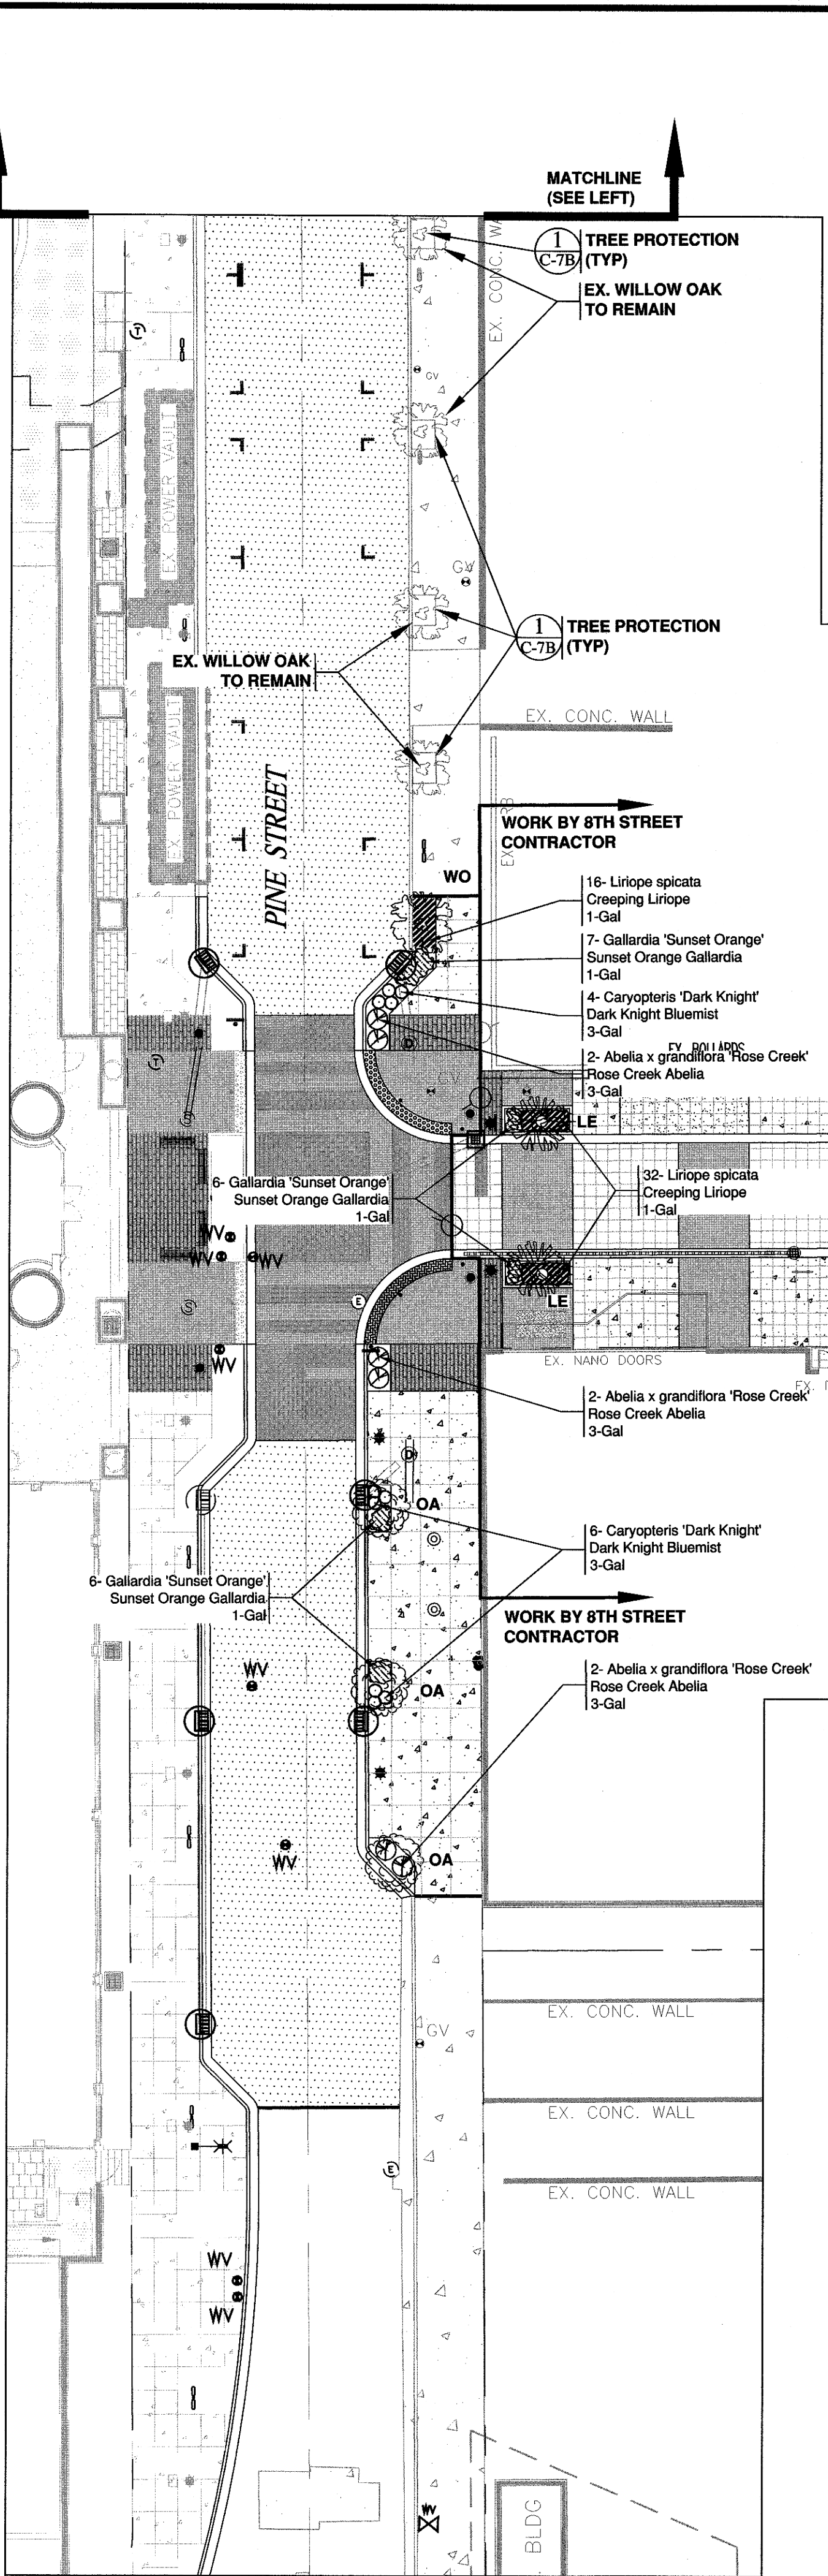 MATCHLINE
(SEE LEFT)
1
C-7B
TREE PROTECTION
(TYP)
EX. WILLOW OAK
TO REMAIN
EX. CONC. WA
T
GV
EX. POWER VAULT
GV
1
C-7B
TREE PROTECTION
(TYP)
EX. WILLOW OAK
TO REMAIN
EX. CONC. WALL
EX. POWER VAULT
PINE STREET
WORK BY 8TH STREET
CONTRACTOR
WO
16- Liriope spicata
Creeping Liriope
1-Gal
7- Gallardia 'Sunset Orange'
Sunset Orange Gallardia
1-Gal
4- Caryopteris 'Dark Knight'
Dark Knight Bluemist
3-Gal
EX. BOLLARDS
2- Abelia x grandiflora 'Rose Creek'
Rose Creek Abelia
3-Gal
D
T
S
LE
6- Gallardia 'Sunset Orange'
Sunset Orange Gallardia
1-Gal
32- Liriope spicata
Creeping Liriope
1-Gal
WV
WV
WV
E
S
LE
WV
EX. NANO DOORS
2- Abelia x grandiflora 'Rose Creek'
Rose Creek Abelia
3-Gal
D
OA
6- Caryopteris 'Dark Knight'
Dark Knight Bluemist
3-Gal
6- Gallardia 'Sunset Orange'
Sunset Orange Gallardia
1-Gal
WORK BY 8TH STREET
CONTRACTOR
WV
OA
2- Abelia x grandiflora 'Rose Creek'
Rose Creek Abelia
3-Gal
WV
OA
EX. CONC. WALL
GV
EX. CONC. WALL
E
EX. CONC. WALL
WV
WV
WV
BLDG